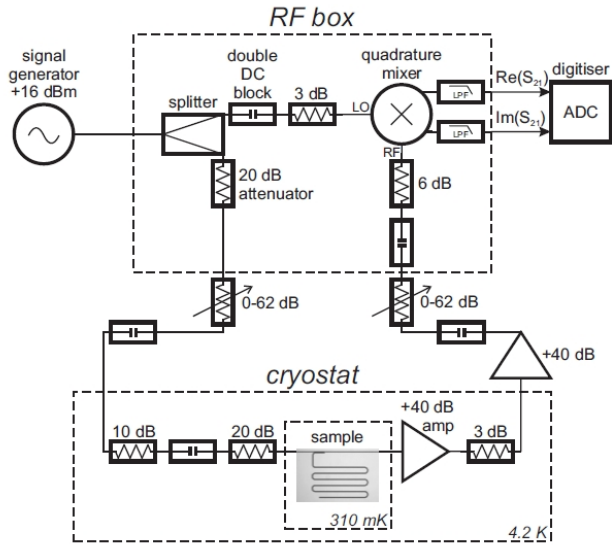 RF box
signal
generator
+16 dBm
splitter
double
DC
block
3 dB
LO
quadrature
mixer
RF
LPF
LPF
Re(S21)
Im(S21)
digitiser
ADC
20 dB
attenuator
6 dB
0-62 dB
0-62 dB
+40 dB
cryostat
10 dB
20 dB
sample
310 mK
+40 dB
amp
3 dB
4.2 K